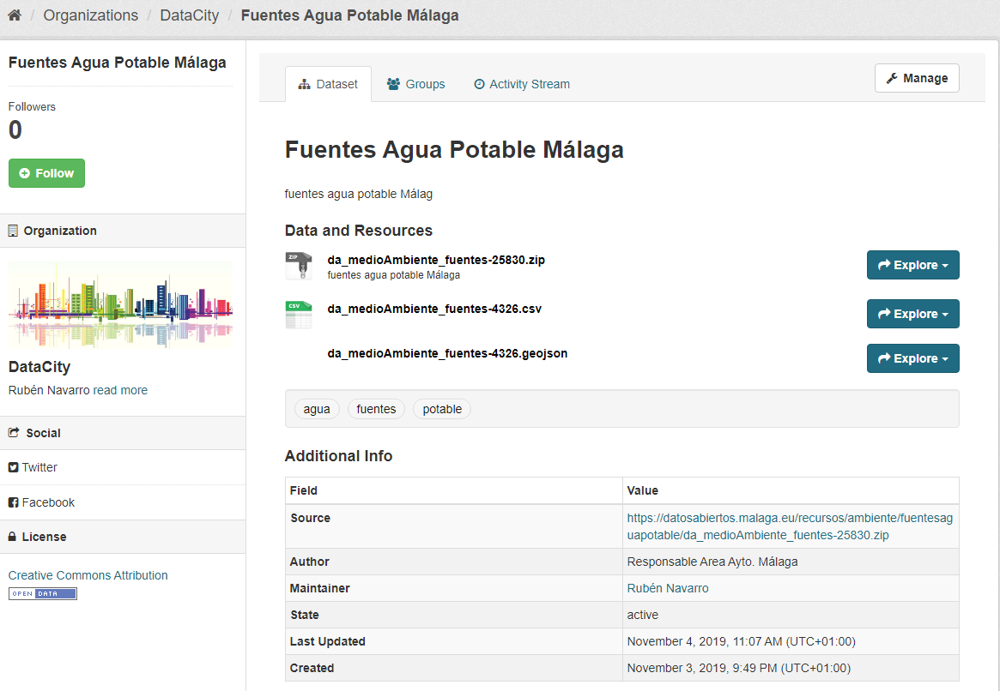 / Organizations / DataCity / Fuentes Agua Potable Málaga
Fuentes Agua Potable Málaga
Followers
0
Follow
Organization
DataCity
Rubén Navarro read more
Social
Twitter
Facebook
License
Creative Commons Attribution
OPEN DATA
Dataset
Groups
Activity Stream
Manage
Fuentes Agua Potable Málaga
fuentes agua potable Málag
Data and Resources
ZIP
da_medioAmbiente_fuentes-25830.zip
fuentes agua potable Málaga
Explore
CSV
da_medioAmbiente_fuentes-4326.csv
Explore
da_medioAmbiente_fuentes-4326.geojson
Explore
agua fuentes potable
Additional Info
Field Value
Source https://datosabiertos.malaga.eu/recursos/ambiente/fuentesag
uapotable/da_medioAmbiente_fuentes-25830.zip
Author Responsable Area Ayto. Málaga
Maintainer Rubén Navarro
State active
Last Updated November 4, 2019, 11:07 AM (UTC+01:00)
Created November 3, 2019, 9:49 PM (UTC+01:00)